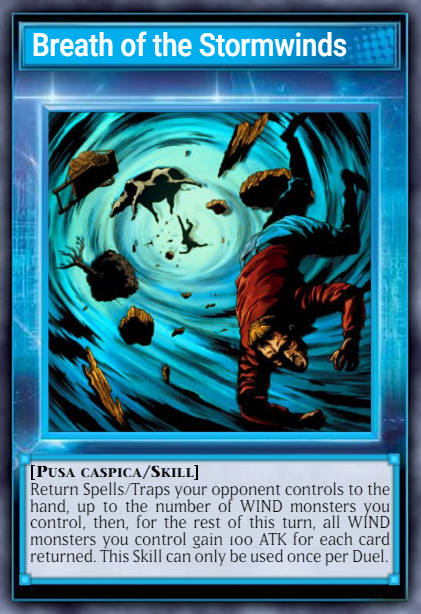 Breath of the Stormwinds
[Pusa caspica/Skill]
Return Spells/Traps your opponent controls to the
hand, up to the number of WIND monsters you
control, then, for the rest of this turn, all WIND
monsters you control gain 100 ATK for each card
returned. This Skill can only be used once per Duel.